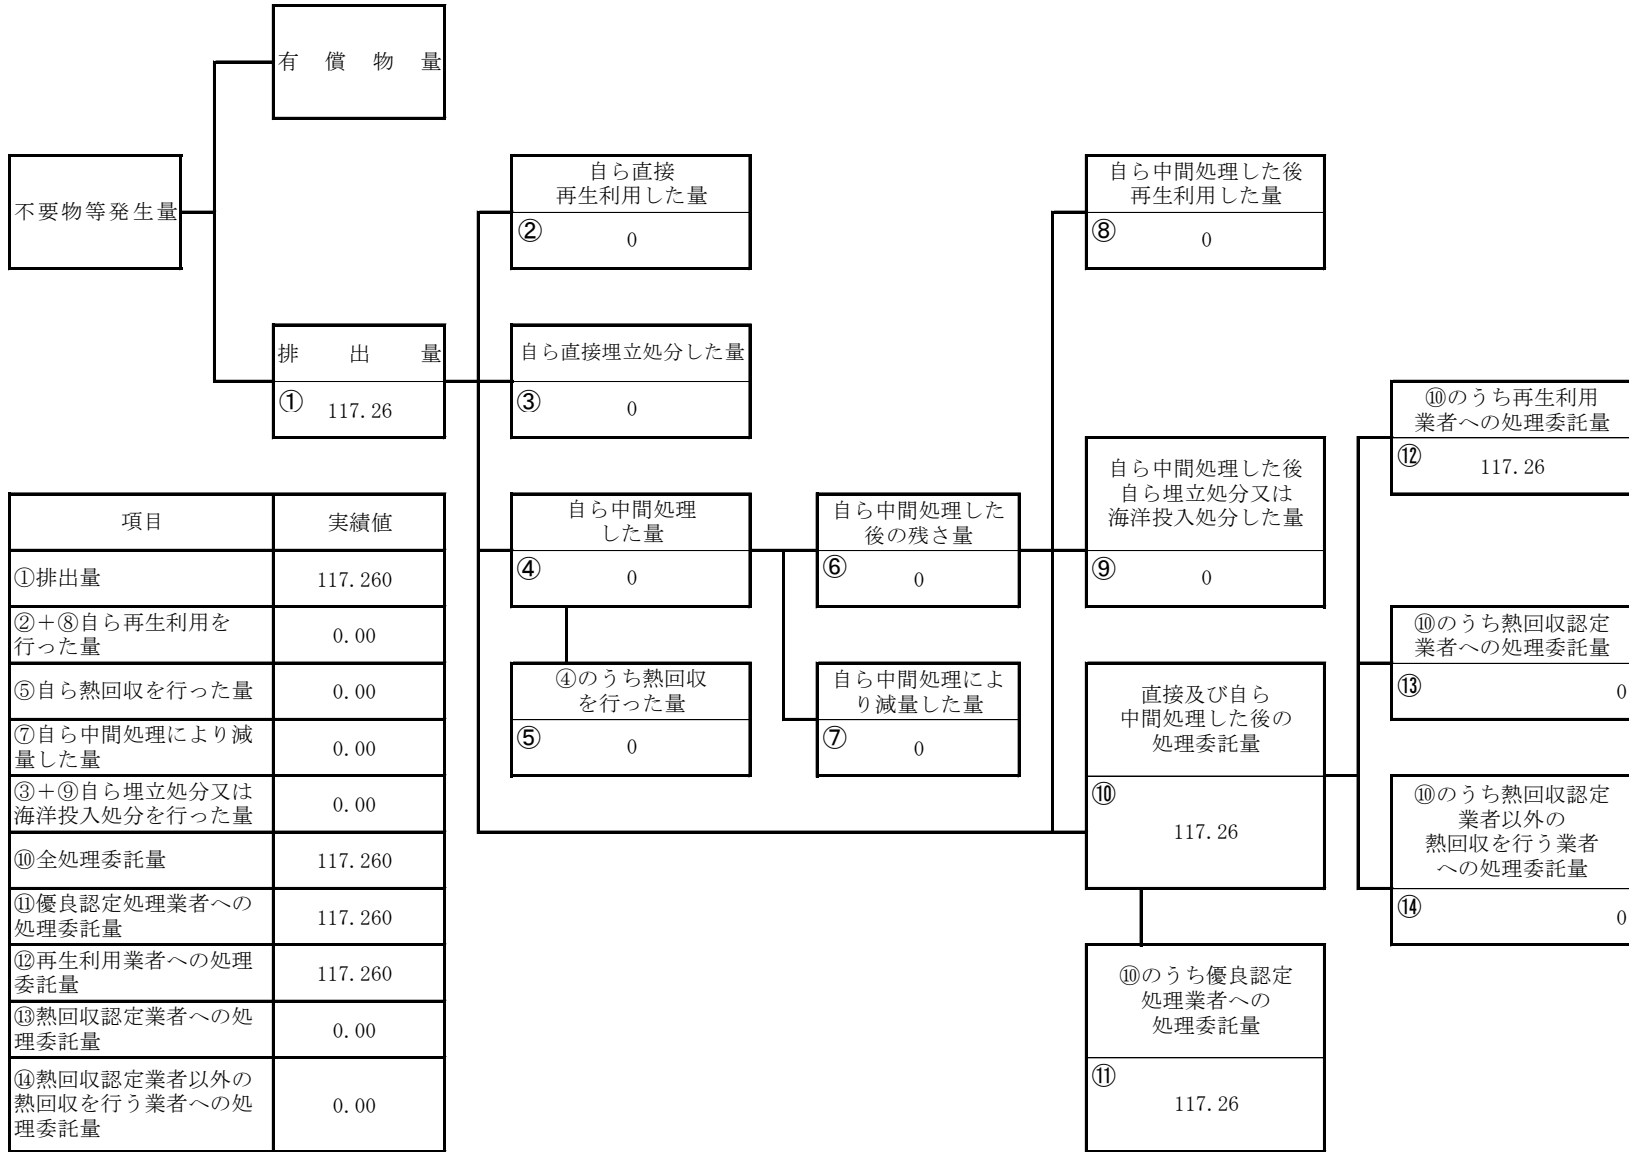 有償物量
不要物等発生量
排出量
① 117.26
自ら直接
再生利用した量
② 0
自ら直接埋立処分した量
③ 0
自ら中間処理
した量
④ 0
④のうち熱回収
を行った量
⑤ 0
自ら中間処理した
後の残さ量
⑥ 0
自ら中間処理によ
り減量した量
⑦ 0
自ら中間処理した後
再生利用した量
⑧ 0
自ら中間処理した後
自ら埋立処分又は
海洋投入処分した量
⑨ 0
直接及び自ら
中間処理した後の
処理委託量
⑩
117.26
⑩のうち優良認定
処理業者への
処理委託量
⑪
117.26
⑩のうち再生利用
業者への処理委託量
⑫ 117.26
⑩のうち熱回収認定
業者への処理委託量
⑬ 0
⑩のうち熱回収認定
業者以外の
熱回収を行う業者
への処理委託量
⑭ 0
項目 実績値
①排出量 117.260
②+⑧自ら再生利用を
行った量 0.00
⑤自ら熱回収を行った量 0.00
⑦自ら中間処理により減
量した量 0.00
③+⑨自ら埋立処分又は
海洋投入処分を行った量 0.00
⑩全処理委託量 117.260
⑪優良認定処理業者への
処理委託量 117.260
⑫再生利用業者への処理
委託量 117.260
⑬熱回収認定業者への処
理委託量 0.00
⑭熱回収認定業者以外の
熱回収を行う業者への処
理委託量 0.00